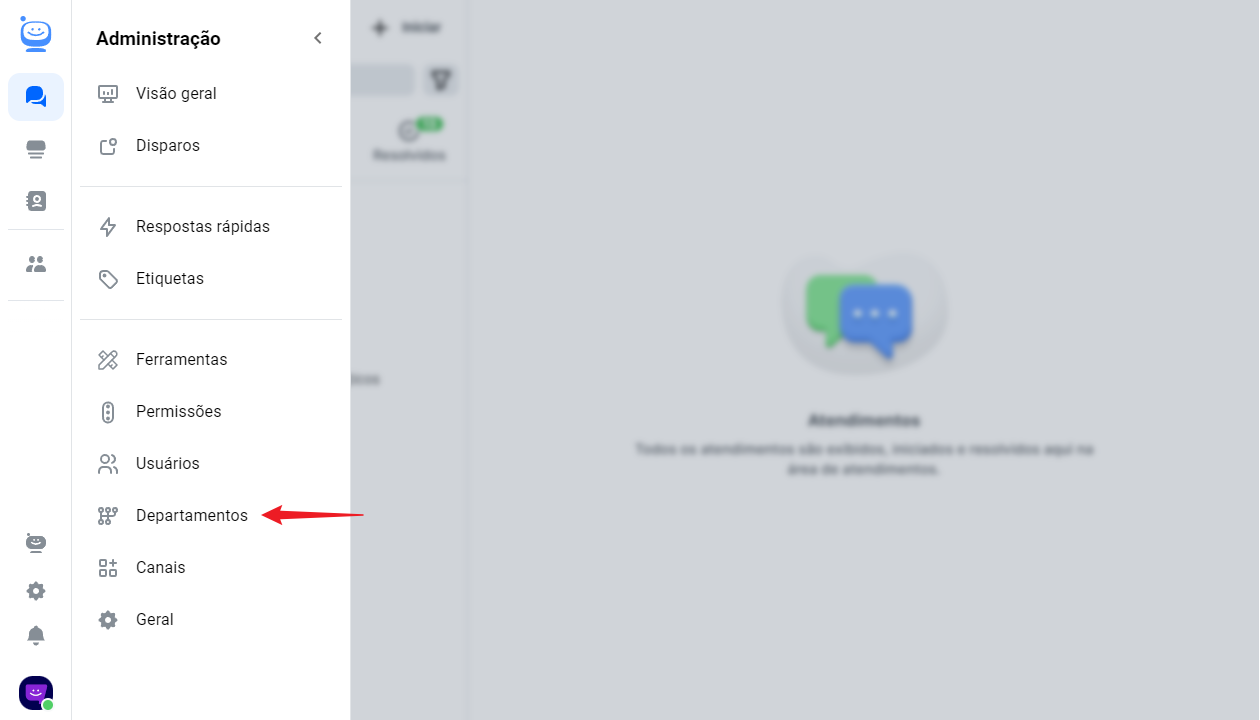 Administração
Visão geral
Disparos
Respostas rápidas
Etiquetas
Ferramentas
Permissões
Usuários
Departamentos
Canais
Geral
Iniciar
Resolvidos
Atendimentos
Todos os atendimentos são exibidos, iniciados e resolvidos aqui na
área de atendimentos.